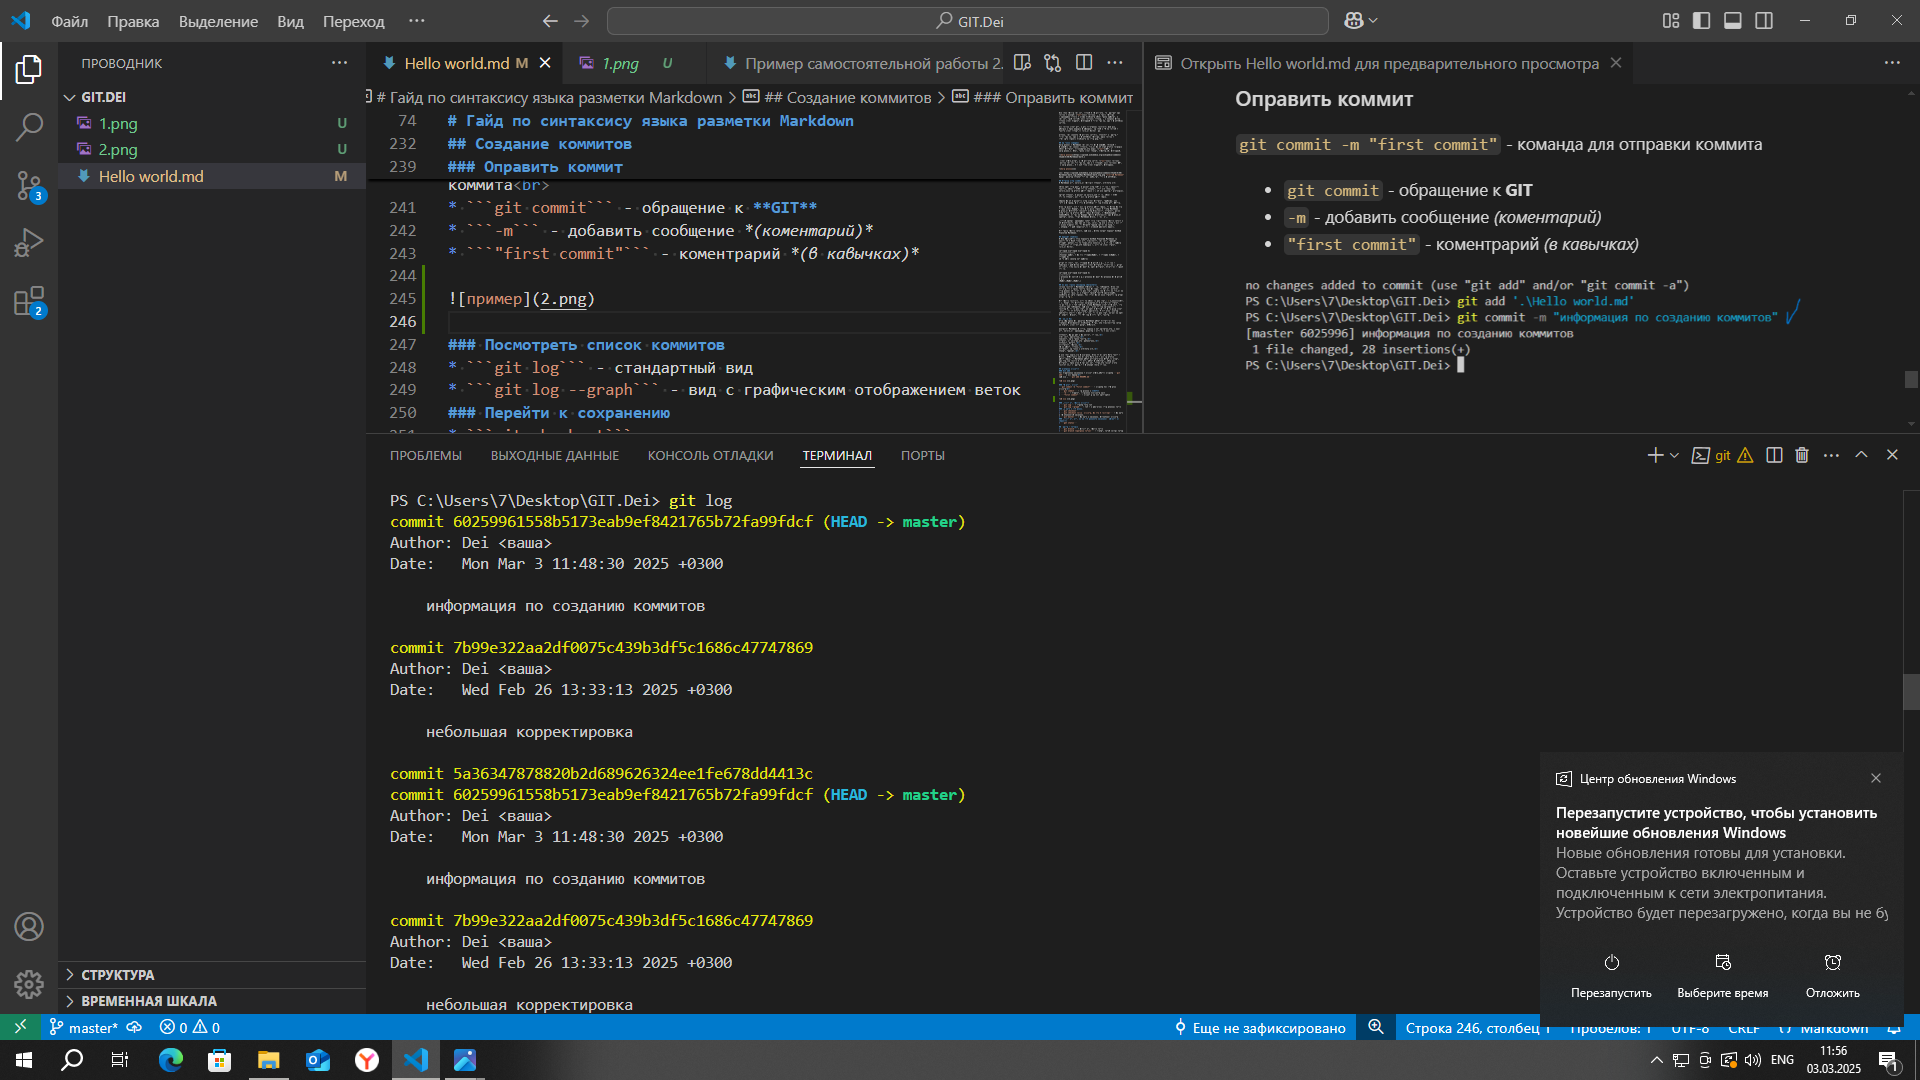 Файл Правка Выделение Вид Переход ···
GIT.Dei
ПРОВОДНИК
GIT.DEI
1.png U
2.png U
Hello world.md M
СТРУКТУРА
ВРЕМЕННАЯ ШКАЛА
Hello world.md M
1.png U
Пример самостоятельной работы 2.
# Гайд по синтаксису языка разметки Markdown > ## Создание коммитов > ### Оправить коммит
74 # Гайд по синтаксису языка разметки Markdown
232 ## Создание коммитов
239 ### Оправить коммит
коммита<br>
241 * ```git commit``` - обращение к **GIT**
242 * ```-m``` - добавить сообщение *(коментарий)*
243 * ```"first commit"``` - коментрарий *(в кавычках)*
244
245 ![пример](2.png)
246
247 ### Посмотреть список коммитов
248 * ```git log``` - стандартный вид
249 * ```git log --graph``` - вид с графическим отображением веток
250 ### Перейти к сохранению
Открыть Hello world.md для предварительного просмотра
Оправить коммит
git commit -m "first commit" - команда для отправки коммита
• git commit - обращение к GIT
• -m - добавить сообщение (коментарий)
• "first commit" - коментрарий (в кавычках)
no changes added to commit (use "git add" and/or "git commit -a")
PS C:\Users\7\Desktop\GIT.Dei> git add '.\Hello world.md'
PS C:\Users\7\Desktop\GIT.Dei> git commit -m "информация по созданию коммитов"
[master 6025996] информация по созданию коммитов
1 file changed, 28 insertions(+)
PS C:\Users\7\Desktop\GIT.Dei>
ПРОБЛЕМЫ ВЫХОДНЫЕ ДАННЫЕ КОНСОЛЬ ОТЛАДКИ ТЕРМИНАЛ ПОРТЫ
git
PS C:\Users\7\Desktop\GIT.Dei> git log
commit 60259961558b5173eab9ef8421765b72fa99fdcf (HEAD -> master)
Author: Dei <ваша>
Date: Mon Mar 3 11:48:30 2025 +0300
информация по созданию коммитов
commit 7b99e322aa2df0075c439b3df5c1686c47747869
Author: Dei <ваша>
Date: Wed Feb 26 13:33:13 2025 +0300
небольшая корректировка
commit 5a36347878820b2d689626324ee1fe678dd4413c
commit 60259961558b5173eab9ef8421765b72fa99fdcf (HEAD -> master)
Author: Dei <ваша>
Date: Mon Mar 3 11:48:30 2025 +0300
информация по созданию коммитов
commit 7b99e322aa2df0075c439b3df5c1686c47747869
Author: Dei <ваша>
Date: Wed Feb 26 13:33:13 2025 +0300
небольшая корректировка
Центр обновления Windows
Перезапустите устройство, чтобы установить
новейшие обновления Windows
Новые обновления готовы для установки.
Оставьте устройство включенным и
подключенным к сети электропитания.
Устройство будет перезагружено, когда вы не бу
Перезапустить Выберите время Отложить
3
2
master* 0 0
Еще не зафиксировано
Строка 246, столбец 1 Пробелов: 1 UTF-8 CRLF Markdown
ENG
11:56
03.03.2025
1